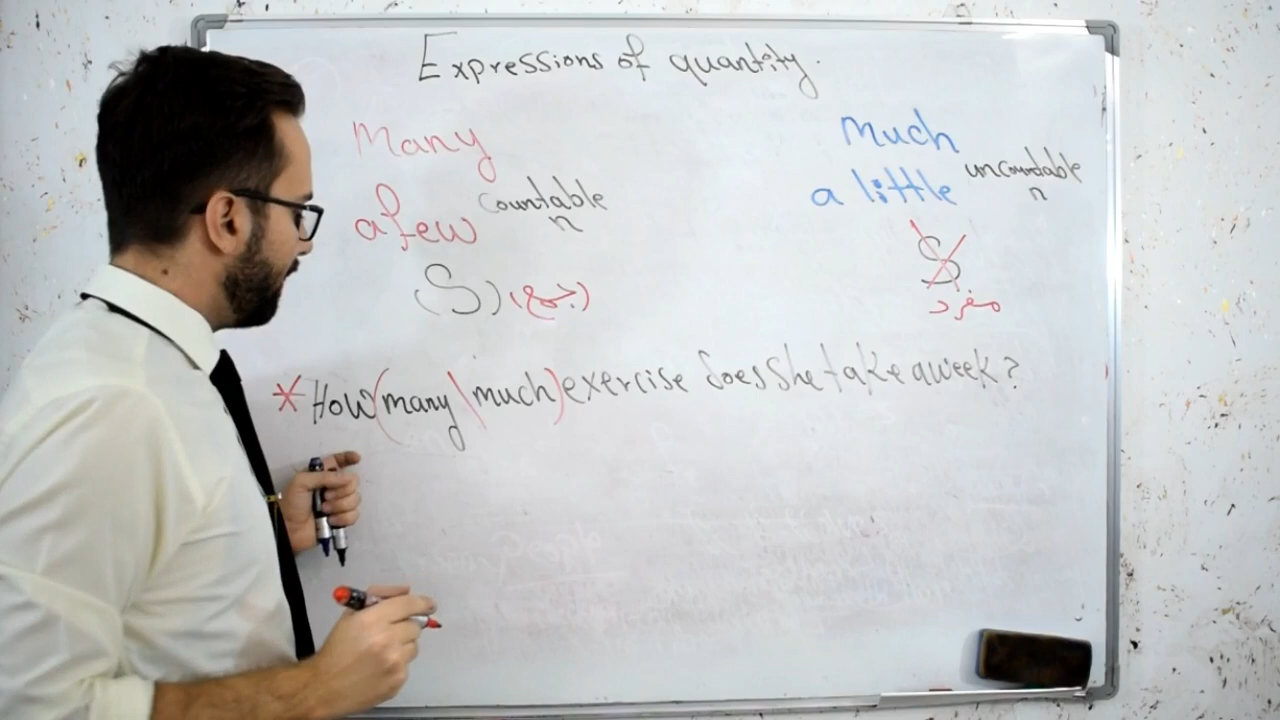 Expressions of quantity.
Many
a few
countable
n
(S) (جمع)
much
a little
uncountable
n
S
مفرد
* How (many \ much) exercise does she take a week?